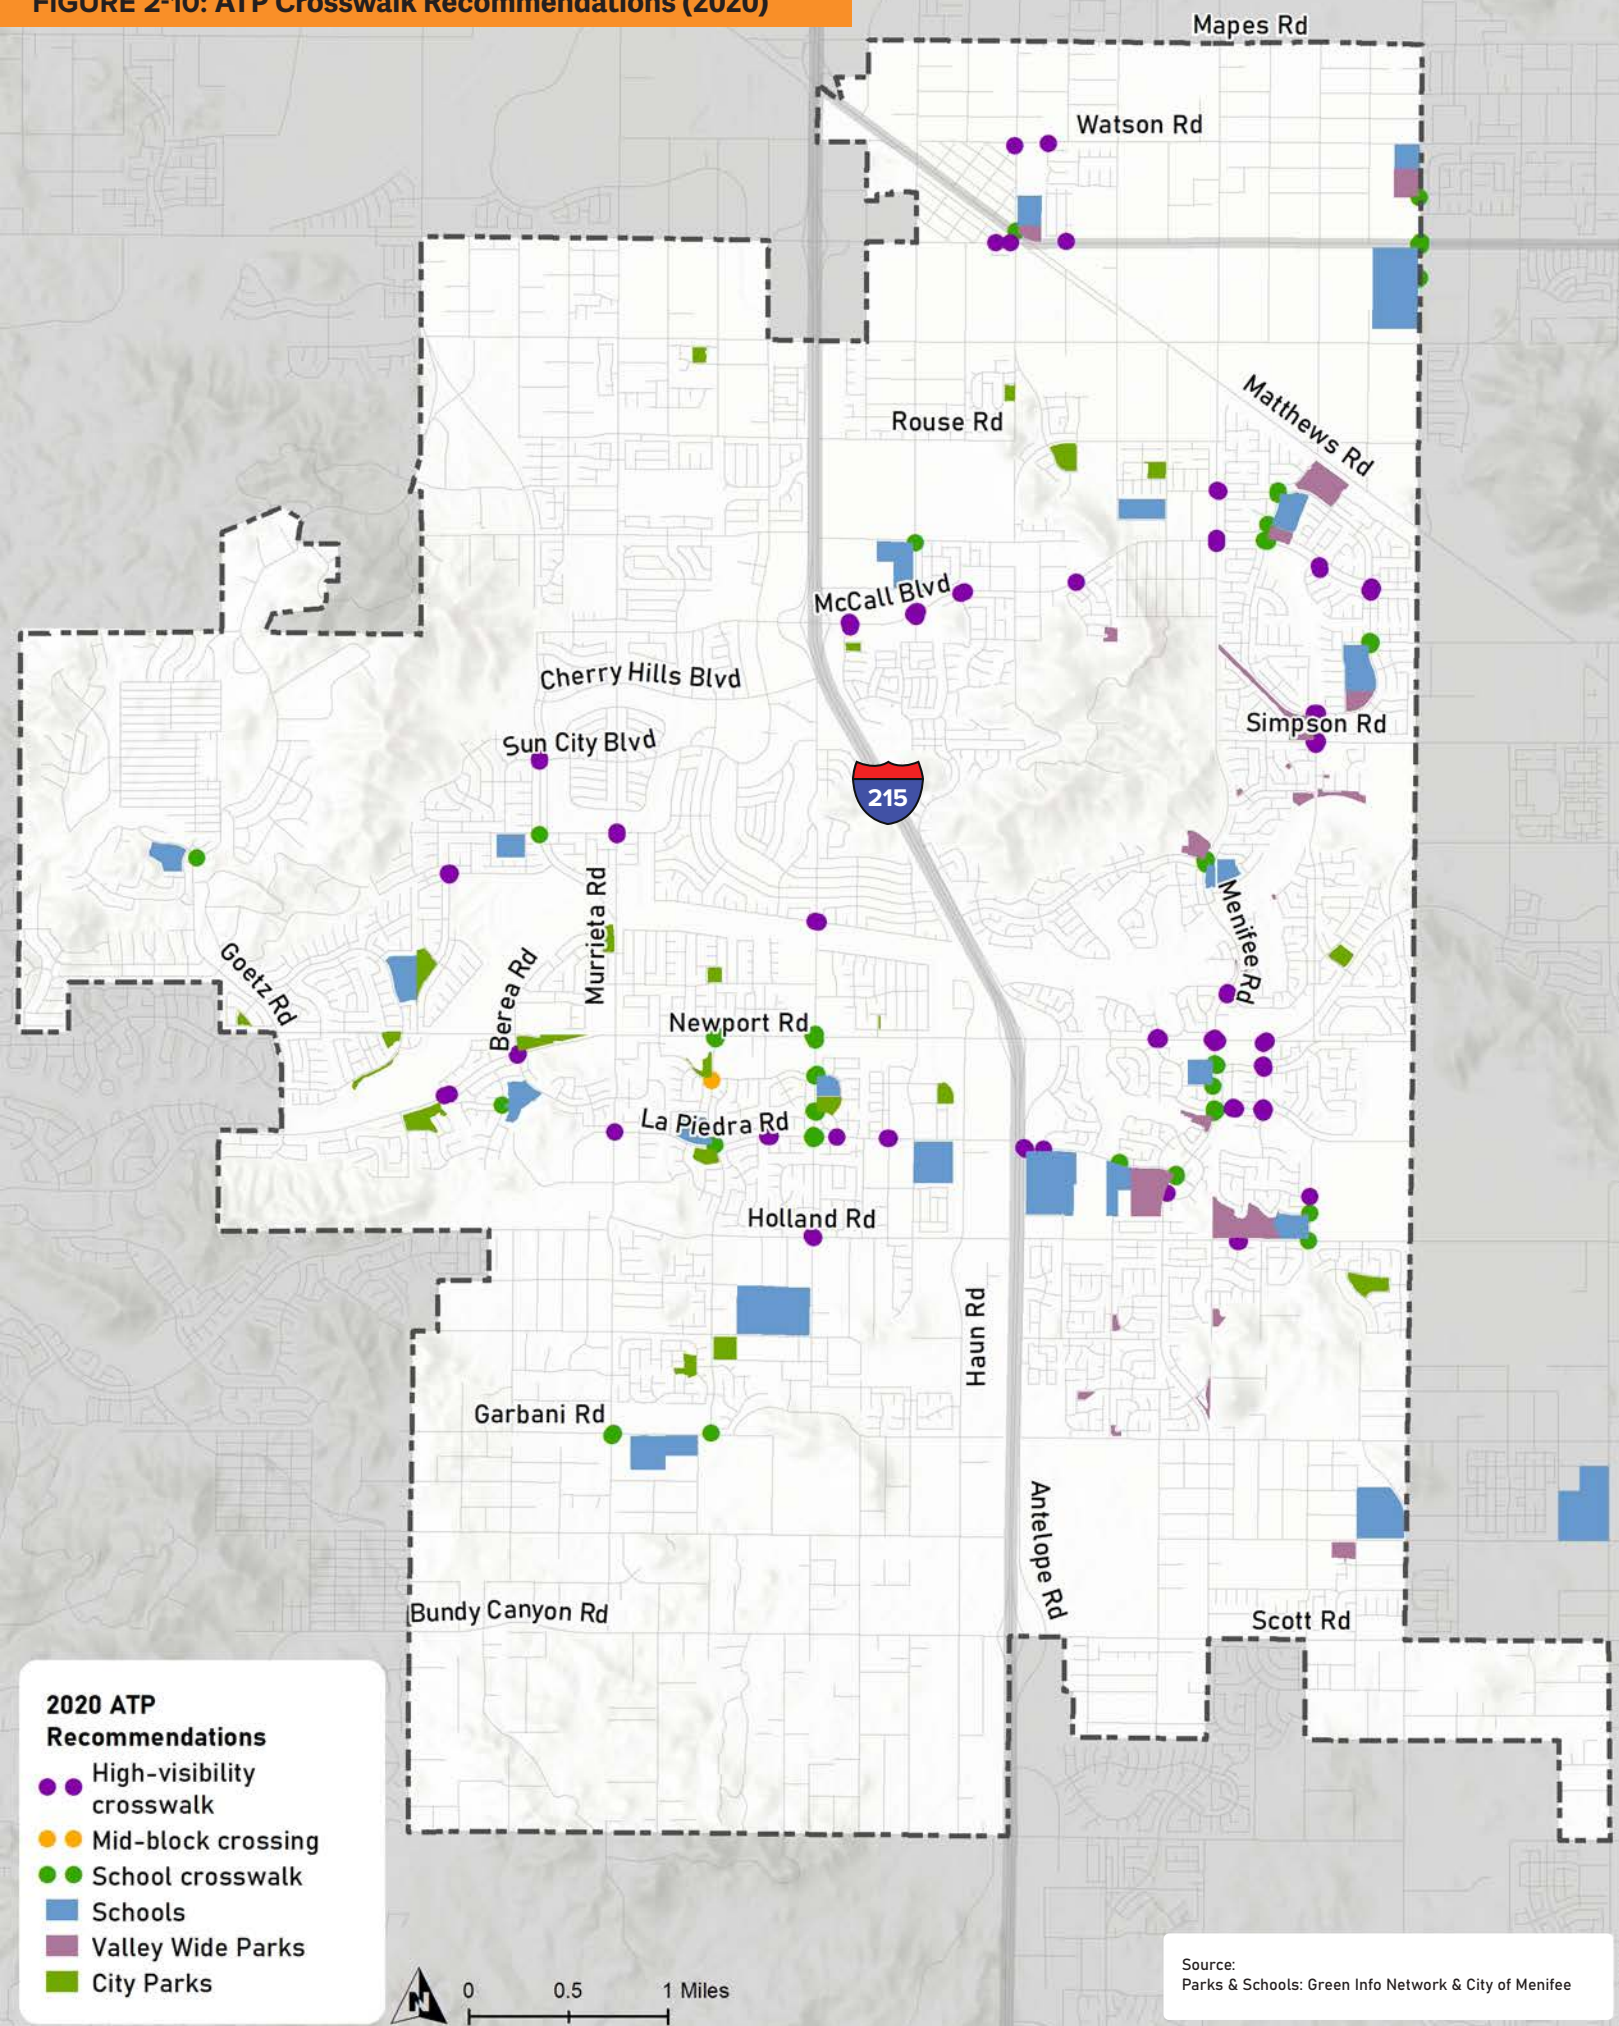 FIGURE 2-10: ATP Crosswalk Recommendations (2020)
Mapes Rd
Watson Rd
Matthews Rd
Rouse Rd
McCall Blvd
Cherry Hills Blvd
Simpson Rd
Sun City Blvd
215
Murrieta Rd
Menifee Rd
Goetz Rd
Berea Rd
Newport Rd
La Piedra Rd
Holland Rd
Haun Rd
Garbani Rd
Antelope Rd
Bundy Canyon Rd
Scott Rd
2020 ATP
Recommendations
High-visibility
crosswalk
Mid-block crossing
School crosswalk
Schools
Valley Wide Parks
City Parks
N
0 0.5 1 Miles
Source:
Parks & Schools: Green Info Network & City of Menifee